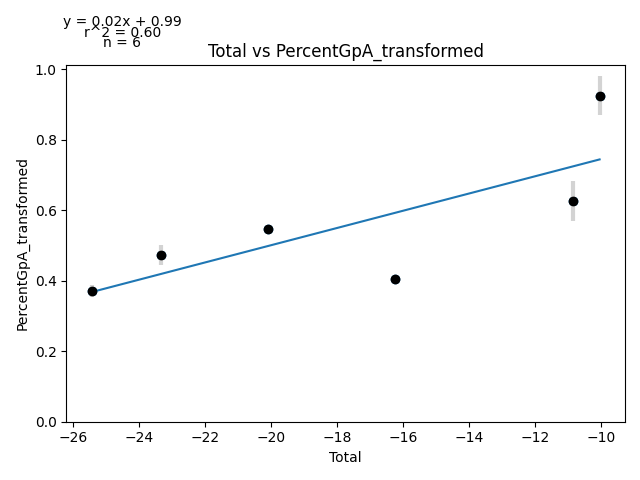 y = 0.02x + 0.99
r^2 = 0.60
n = 6
Total vs PercentGpA_transformed
1.0
0.8
0.6
0.4
0.2
0.0
PercentGpA_transformed
−26 −24 −22 −20 −18 −16 −14 −12 −10
Total